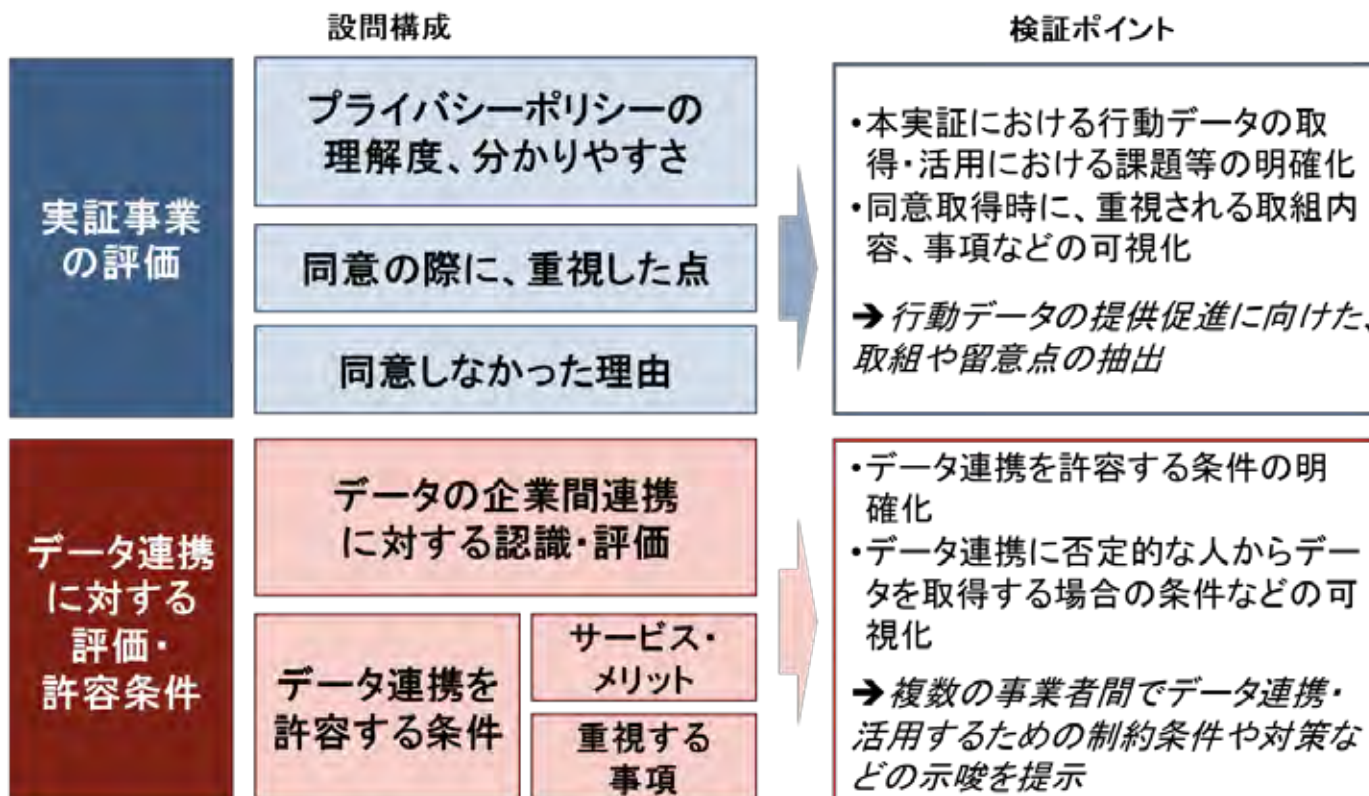 設問構成
検証ポイント
実証事業
の評価
プライバシーポリシーの
理解度、分かりやすさ
同意の際に、重視した点
同意しなかった理由
・本実証における行動データの取
得・活用における課題等の明確化
・同意取得時に、重視される取組内
容、事項などの可視化
➔行動データの提供促進に向けた、
取組や留意点の抽出
データ連携
に対する
評価・
許容条件
データの企業間連携
に対する認識・評価
データ連携を
許容する条件
サービス・
メリット
重視する
事項
・データ連携を許容する条件の明
確化
・データ連携に否定的な人からデー
タを取得する場合の条件などの可
視化
➔複数の事業者間でデータ連携・
活用するための制約条件や対策な
どの示唆を提示